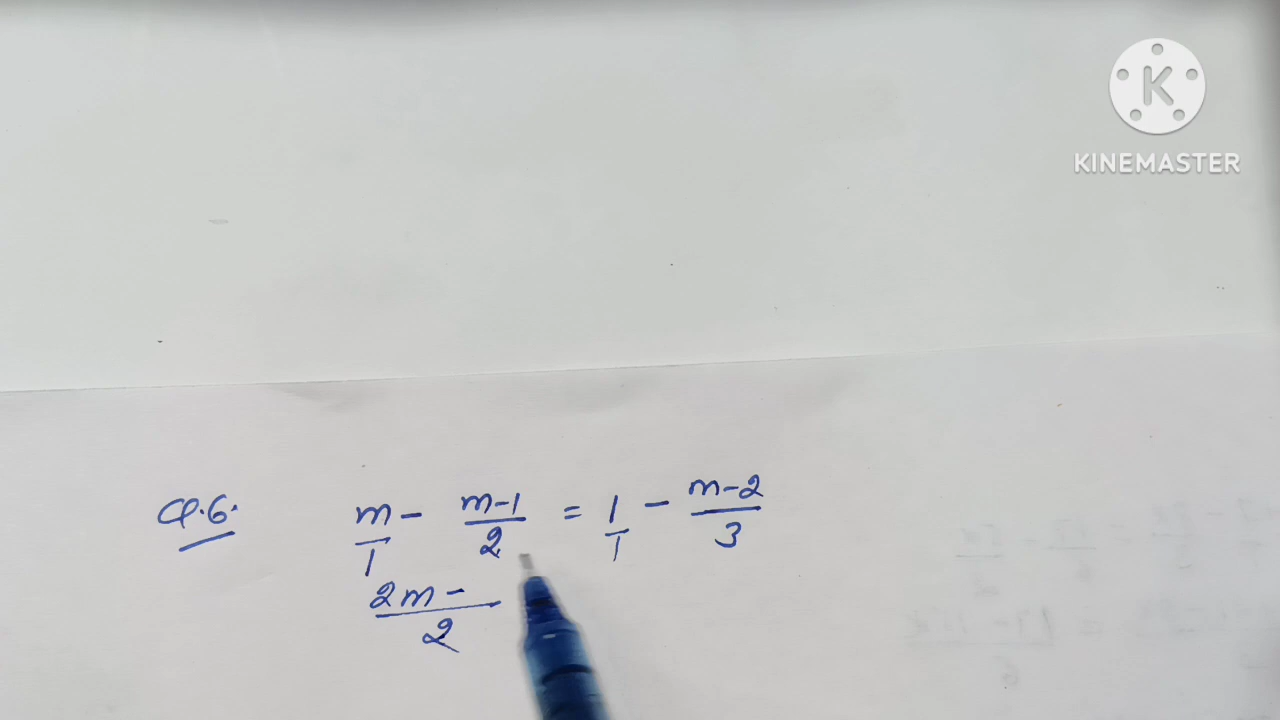 K
KINEMASTER
Q.6. m/1 - m-1/2 = 1/1 - m-2/3
2m -/2